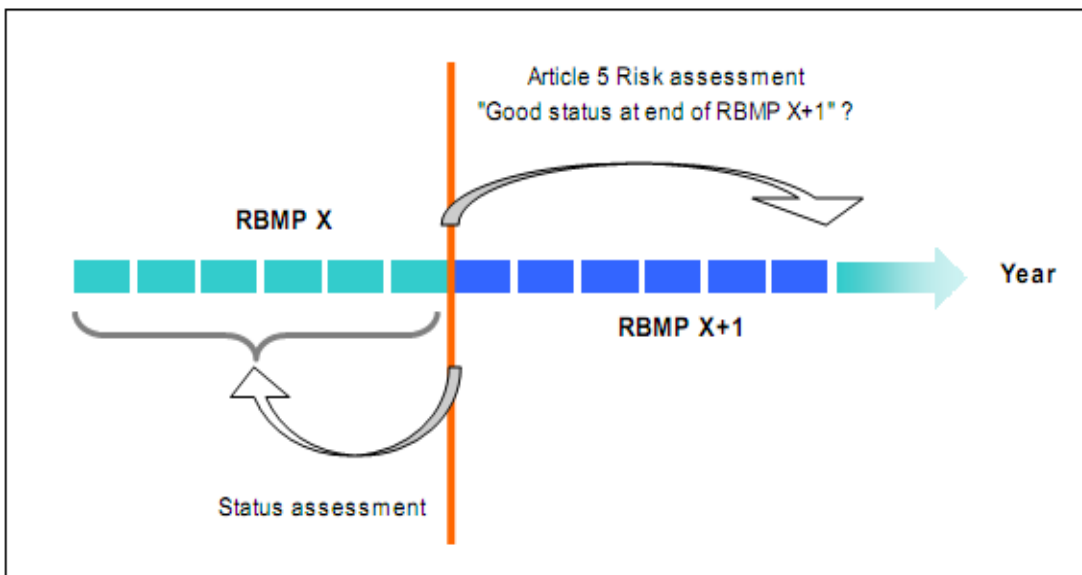 Article 5 Risk assessment
"Good status at end of RBMP X+1" ?
RBMP X
Year
RBMP X+1
Status assessment